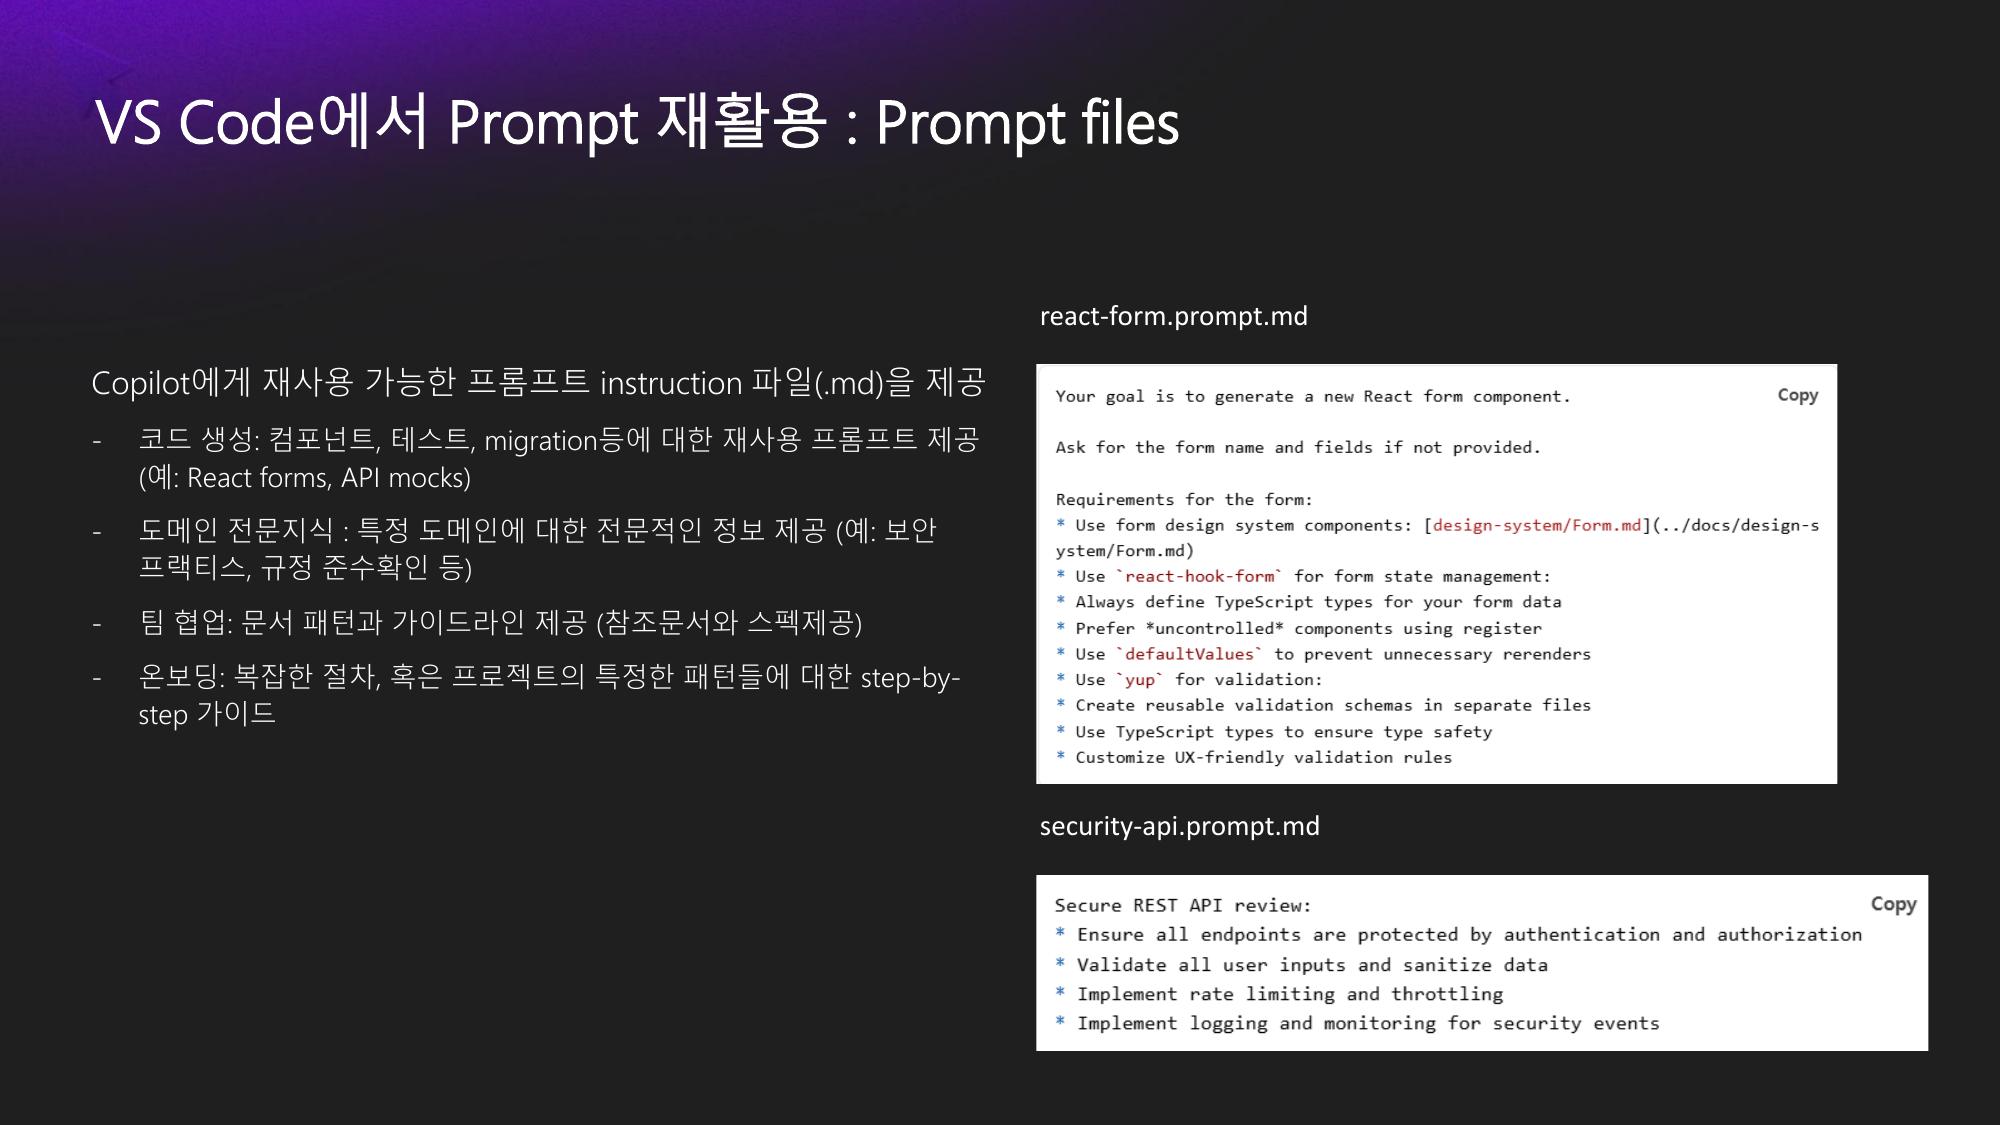 VS Code에서 Prompt 재활용 : Prompt files
Copilot에게 재사용 가능한 프롬프트 instruction 파일(.md)을 제공
- 코드 생성: 컴포넌트, 테스트, migration등에 대한 재사용 프롬프트 제공
(예: React forms, API mocks)
- 도메인 전문지식 : 특정 도메인에 대한 전문적인 정보 제공 (예: 보안
프랙티스, 규정 준수확인 등)
- 팀 협업: 문서 패턴과 가이드라인 제공 (참조문서와 스펙제공)
- 온보딩: 복잡한 절차, 혹은 프로젝트의 특정한 패턴들에 대한 step-by-
step 가이드
react-form.prompt.md
Your goal is to generate a new React form component.
Copy
Ask for the form name and fields if not provided.
Requirements for the form:
* Use form design system components: [design-system/Form.md](../docs/design-s
ystem/Form.md)
* Use `react-hook-form` for form state management:
* Always define TypeScript types for your form data
* Prefer *uncontrolled* components using register
* Use `defaultValues` to prevent unnecessary rerenders
* Use `yup` for validation:
* Create reusable validation schemas in separate files
* Use TypeScript types to ensure type safety
* Customize UX-friendly validation rules
security-api.prompt.md
Secure REST API review:
Copy
* Ensure all endpoints are protected by authentication and authorization
* Validate all user inputs and sanitize data
* Implement rate limiting and throttling
* Implement logging and monitoring for security events